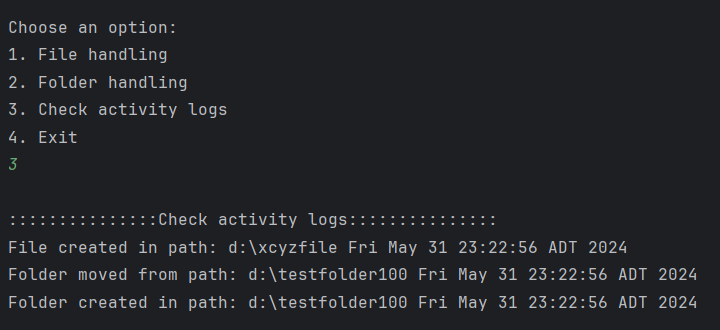 Choose an option:
1. File handling
2. Folder handling
3. Check activity logs
4. Exit
3
:::::::::::::::Check activity logs:::::::::::::::
File created in path: d:\xcyzfile Fri May 31 23:22:56 ADT 2024
Folder moved from path: d:\testfolder100 Fri May 31 23:22:56 ADT 2024
Folder created in path: d:\testfolder100 Fri May 31 23:22:56 ADT 2024